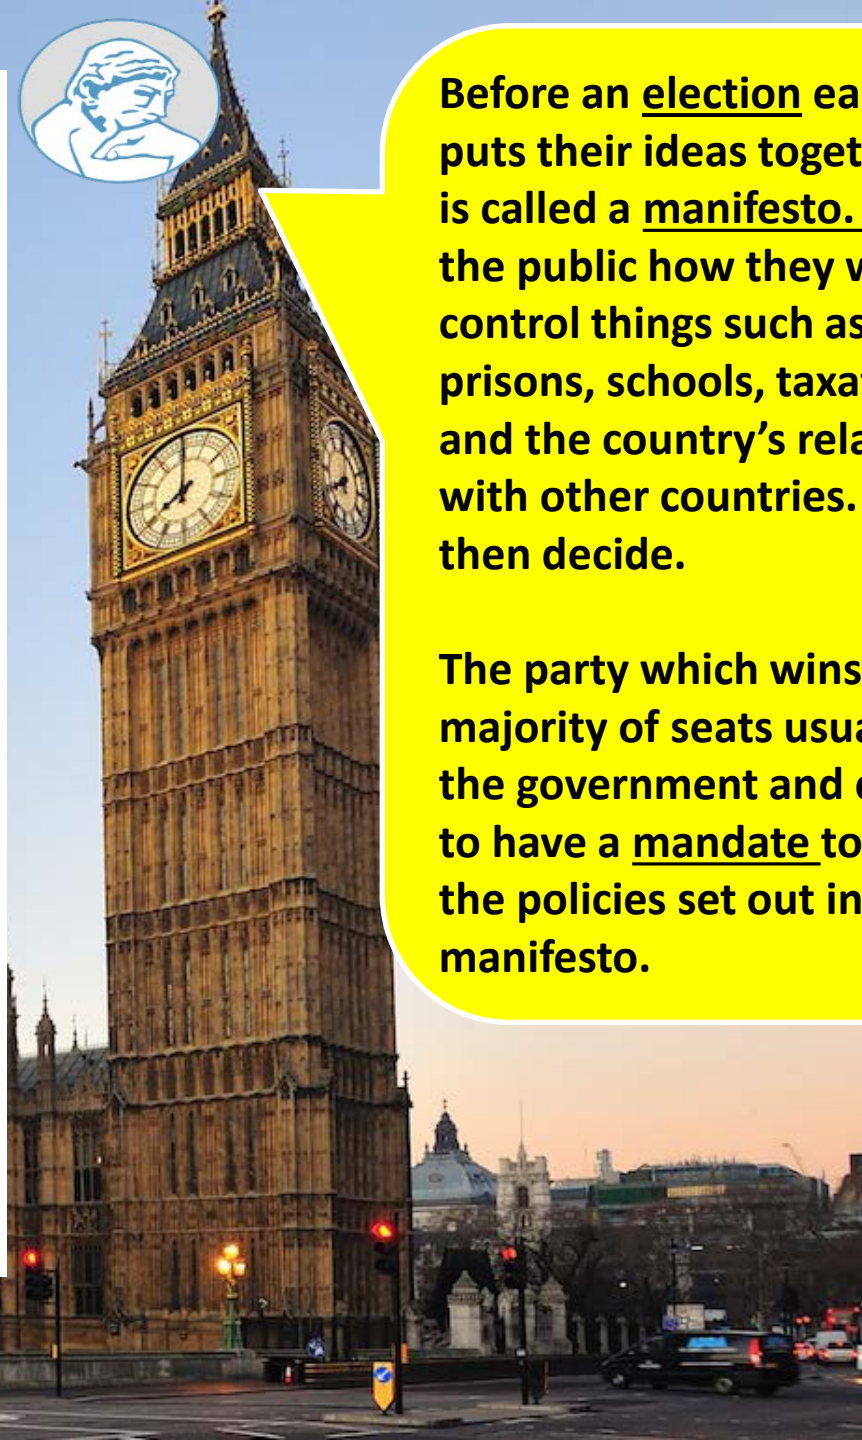 Before an election ea
puts their ideas toget
is called a manifesto.
the public how they
control things such as
prisons, schools, taxa
and the country's rela
with other countries.
then decide.
The party which wins
majority of seats usua
the government and
to have a mandate to
the policies set out in
manifesto.